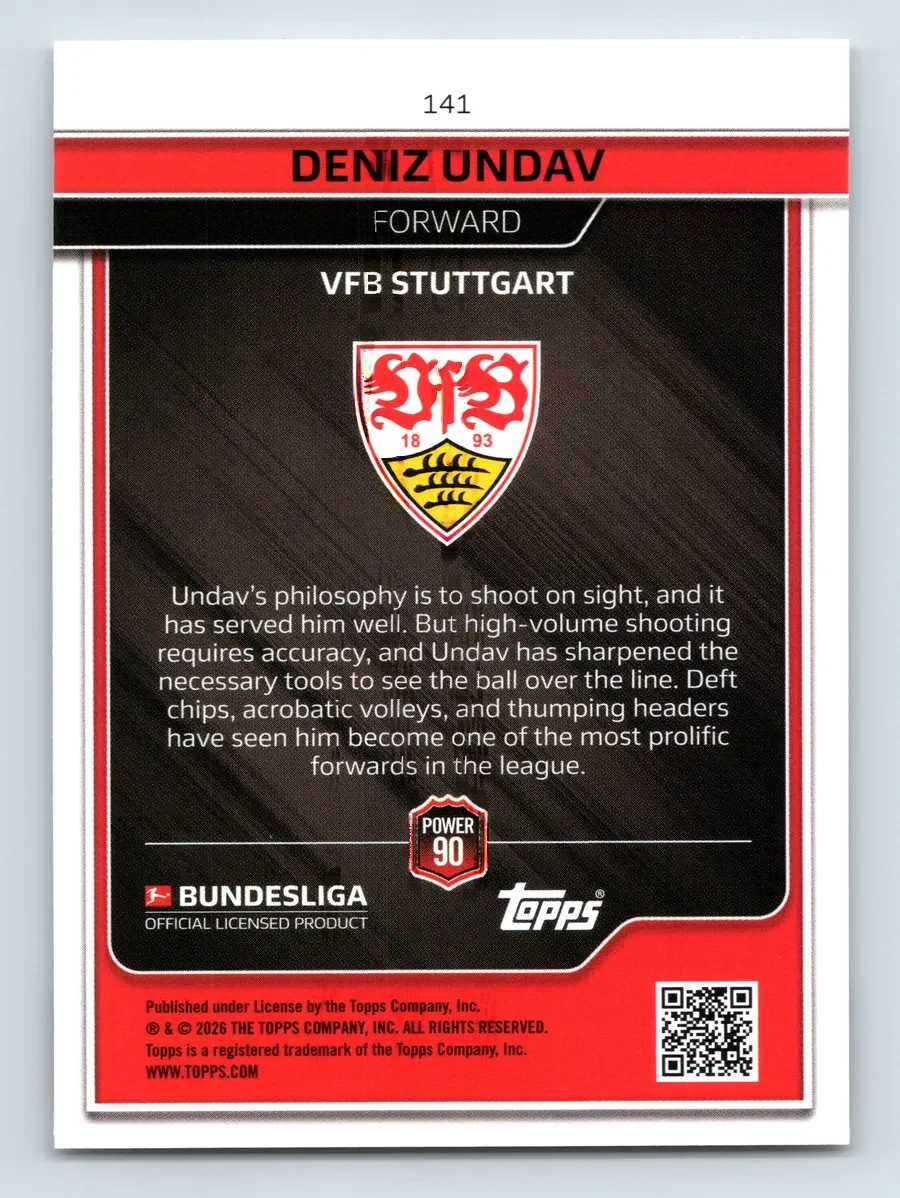 141
DENIZ UNDAV
FORWARD
VFB STUTTGART
VfB
18 93
Undav's philosophy is to shoot on sight, and it
has served him well. But high-volume shooting
requires accuracy, and Undav has sharpened the
necessary tools to see the ball over the line. Deft
chips, acrobatic volleys, and thumping headers
have seen him become one of the most prolific
forwards in the league.
POWER
90
BUNDESLIGA
OFFICIAL LICENSED PRODUCT
topps®
Published under License by the Topps Company, Inc.
® & © 2026 THE TOPPS COMPANY, INC. ALL RIGHTS RESERVED.
Topps is a registered trademark of the Topps Company, Inc.
WWW.TOPPS.COM